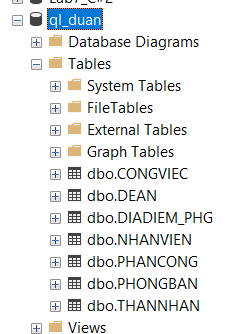 ql_duan
Database Diagrams
Tables
System Tables
FileTables
External Tables
Graph Tables
dbo.CONGVIEC
dbo.DEAN
dbo.DIADIEM_PHG
dbo.NHANVIEN
dbo.PHANCONG
dbo.PHONGBAN
dbo.THANNHAN
Views